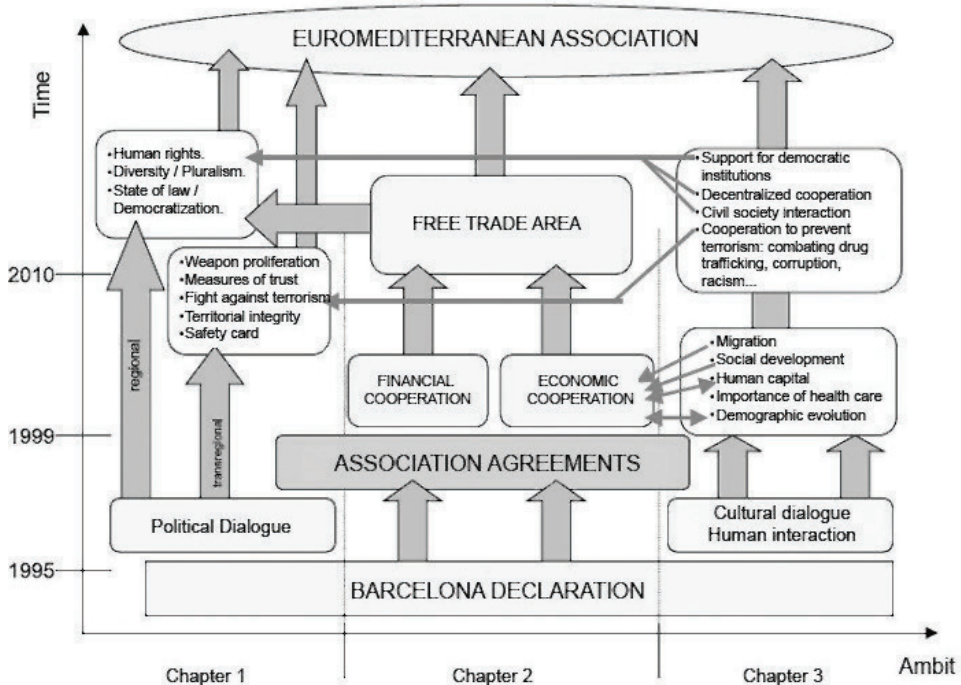 EUROMEDITERRANEAN ASSOCIATION
Time
•Human rights.
•Diversity / Pluralism.
•State of law /
Democratization.
FREE TRADE AREA
•Support for democratic
institutions
•Decentralized cooperation
•Civil society interaction
•Cooperation to prevent
terrorism: combating drug
trafficking, corruption,
racism...
2010
•Weapon proliferation
•Measures of trust
•Fight against terrorism
•Territorial integrity
•Safety card
regional
transregional
FINANCIAL
COOPERATION
ECONOMIC
COOPERATION
•Migration
•Social development
•Human capital
•Importance of health care
•Demographic evolution
1999
ASSOCIATION AGREEMENTS
Political Dialogue
Cultural dialogue
Human interaction
1995
BARCELONA DECLARATION
Chapter 1
Chapter 2
Chapter 3
Ambit